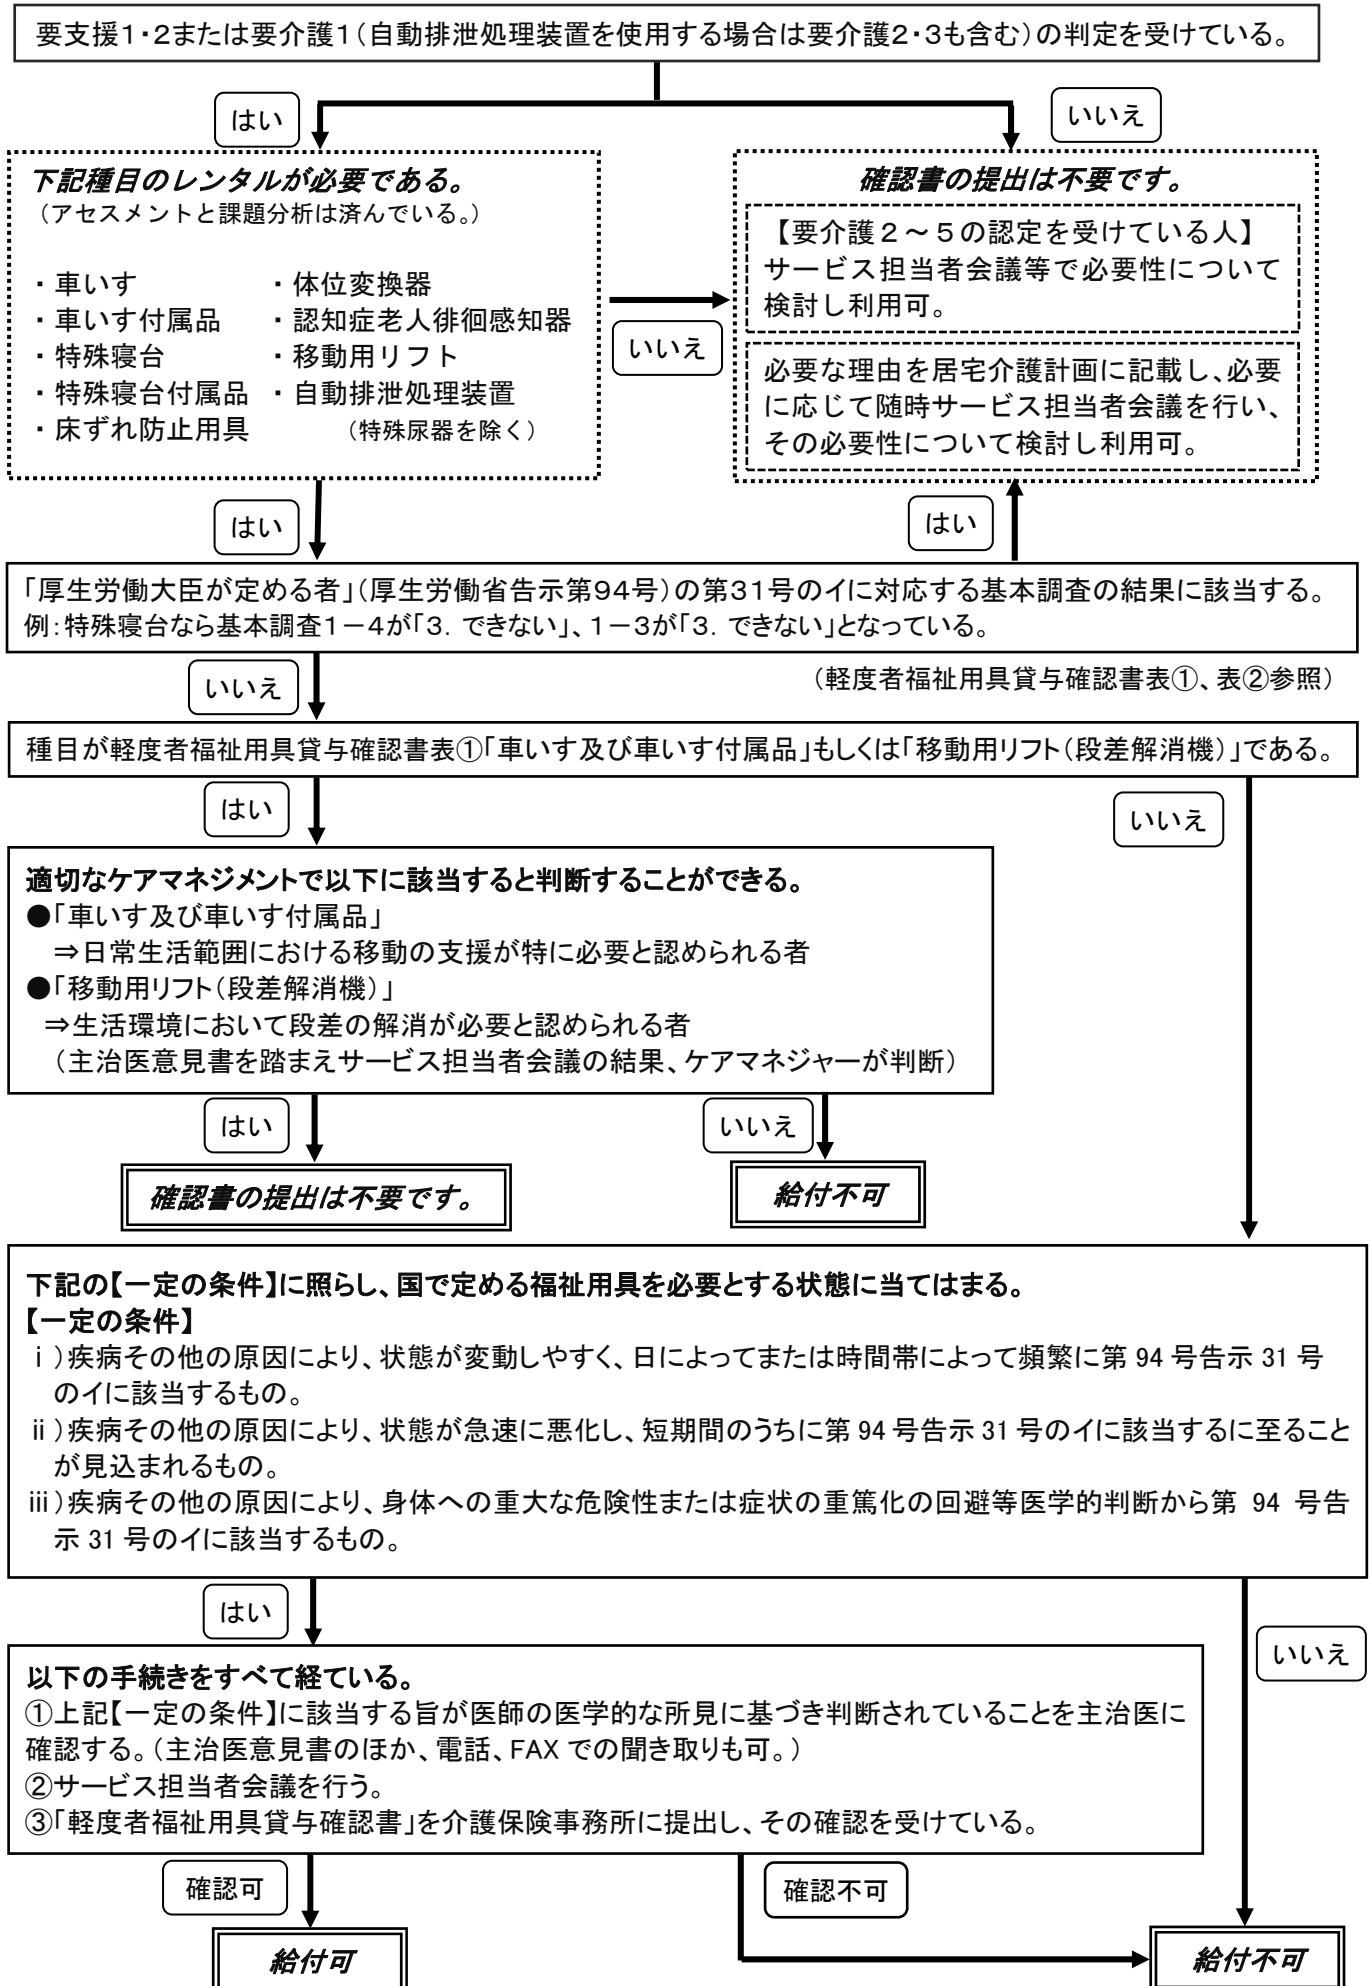 要支援1・2または要介護1(自動排泄処理装置を使用する場合は要介護2・3も含む)の判定を受けている。
はい
いいえ
下記種目のレンタルが必要である。
(アセスメントと課題分析は済んでいる。)
・車いす ・体位変換器
・車いす付属品 ・認知症老人徘徊感知器
・特殊寝台 ・移動用リフト
・特殊寝台付属品 ・自動排泄処理装置
・床ずれ防止用具 (特殊尿器を除く)
いいえ
確認書の提出は不要です。
【要介護2~5の認定を受けている人】
サービス担当者会議等で必要性について
検討し利用可。
必要な理由を居宅介護計画に記載し、必要
に応じて随時サービス担当者会議を行い、
その必要性について検討し利用可。
はい
はい
「厚生労働大臣が定める者」(厚生労働省告示第94号)の第31号のイに対応する基本調査の結果に該当する。
例:特殊寝台なら基本調査1-4が「3. できない」、1-3が「3. できない」となっている。
いいえ
(軽度者福祉用具貸与確認書表①、表②参照)
種目が軽度者福祉用具貸与確認書表①「車いす及び車いす付属品」もしくは「移動用リフト(段差解消機)」である。
はい
いいえ
適切なケアマネジメントで以下に該当すると判断することができる。
●「車いす及び車いす付属品」
⇒日常生活範囲における移動の支援が特に必要と認められる者
●「移動用リフト(段差解消機)」
⇒生活環境において段差の解消が必要と認められる者
(主治医意見書を踏まえサービス担当者会議の結果、ケアマネジャーが判断)
はい
いいえ
確認書の提出は不要です。
給付不可
下記の【一定の条件】に照らし、国で定める福祉用具を必要とする状態に当てはまる。
【一定の条件】
ⅰ)疾病その他の原因により、状態が変動しやすく、日によってまたは時間帯によって頻繁に第 94 号告示 31 号
のイに該当するもの。
ⅱ)疾病その他の原因により、状態が急速に悪化し、短期間のうちに第 94 号告示 31 号のイに該当するに至ること
が見込まれるもの。
ⅲ)疾病その他の原因により、身体への重大な危険性または症状の重篤化の回避等医学的判断から第 94 号告
示 31 号のイに該当するもの。
はい
いいえ
以下の手続きをすべて経ている。
①上記【一定の条件】に該当する旨が医師の医学的な所見に基づき判断されていることを主治医に
確認する。(主治医意見書のほか、電話、FAX での聞き取りも可。)
②サービス担当者会議を行う。
③「軽度者福祉用具貸与確認書」を介護保険事務所に提出し、その確認を受けている。
確認可
確認不可
給付可
給付不可